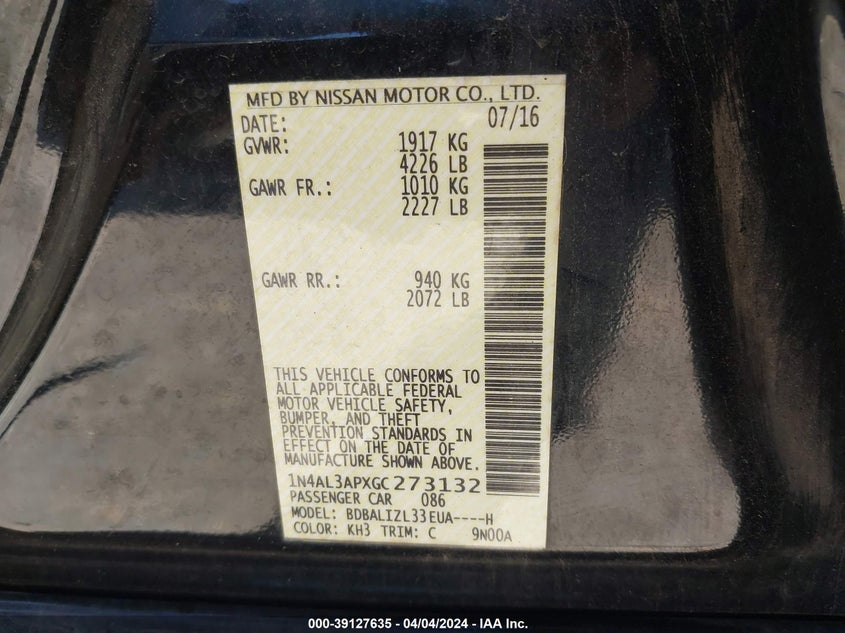 MFD BY NISSAN MOTOR CO., LTD.
DATE: 07/16
GVWR: 1917 KG
4226 LB
GAWR FR.: 1010 KG
2227 LB
GAWR RR.: 940 KG
2072 LB
THIS VEHICLE CONFORMS TO
ALL APPLICABLE FEDERAL
MOTOR VEHICLE SAFETY,
BUMPER, AND THEFT
PREVENTION STANDARDS IN
EFFECT ON THE DATE OF
MANUFACTURE SHOWN ABOVE.
1N4AL3APXGC273132
PASSENGER CAR 086
MODEL: BDBALIZL33EUA----H
COLOR: KH3 TRIM: C 9N00A
000-39127635 - 04/04/2024 - IAA Inc.